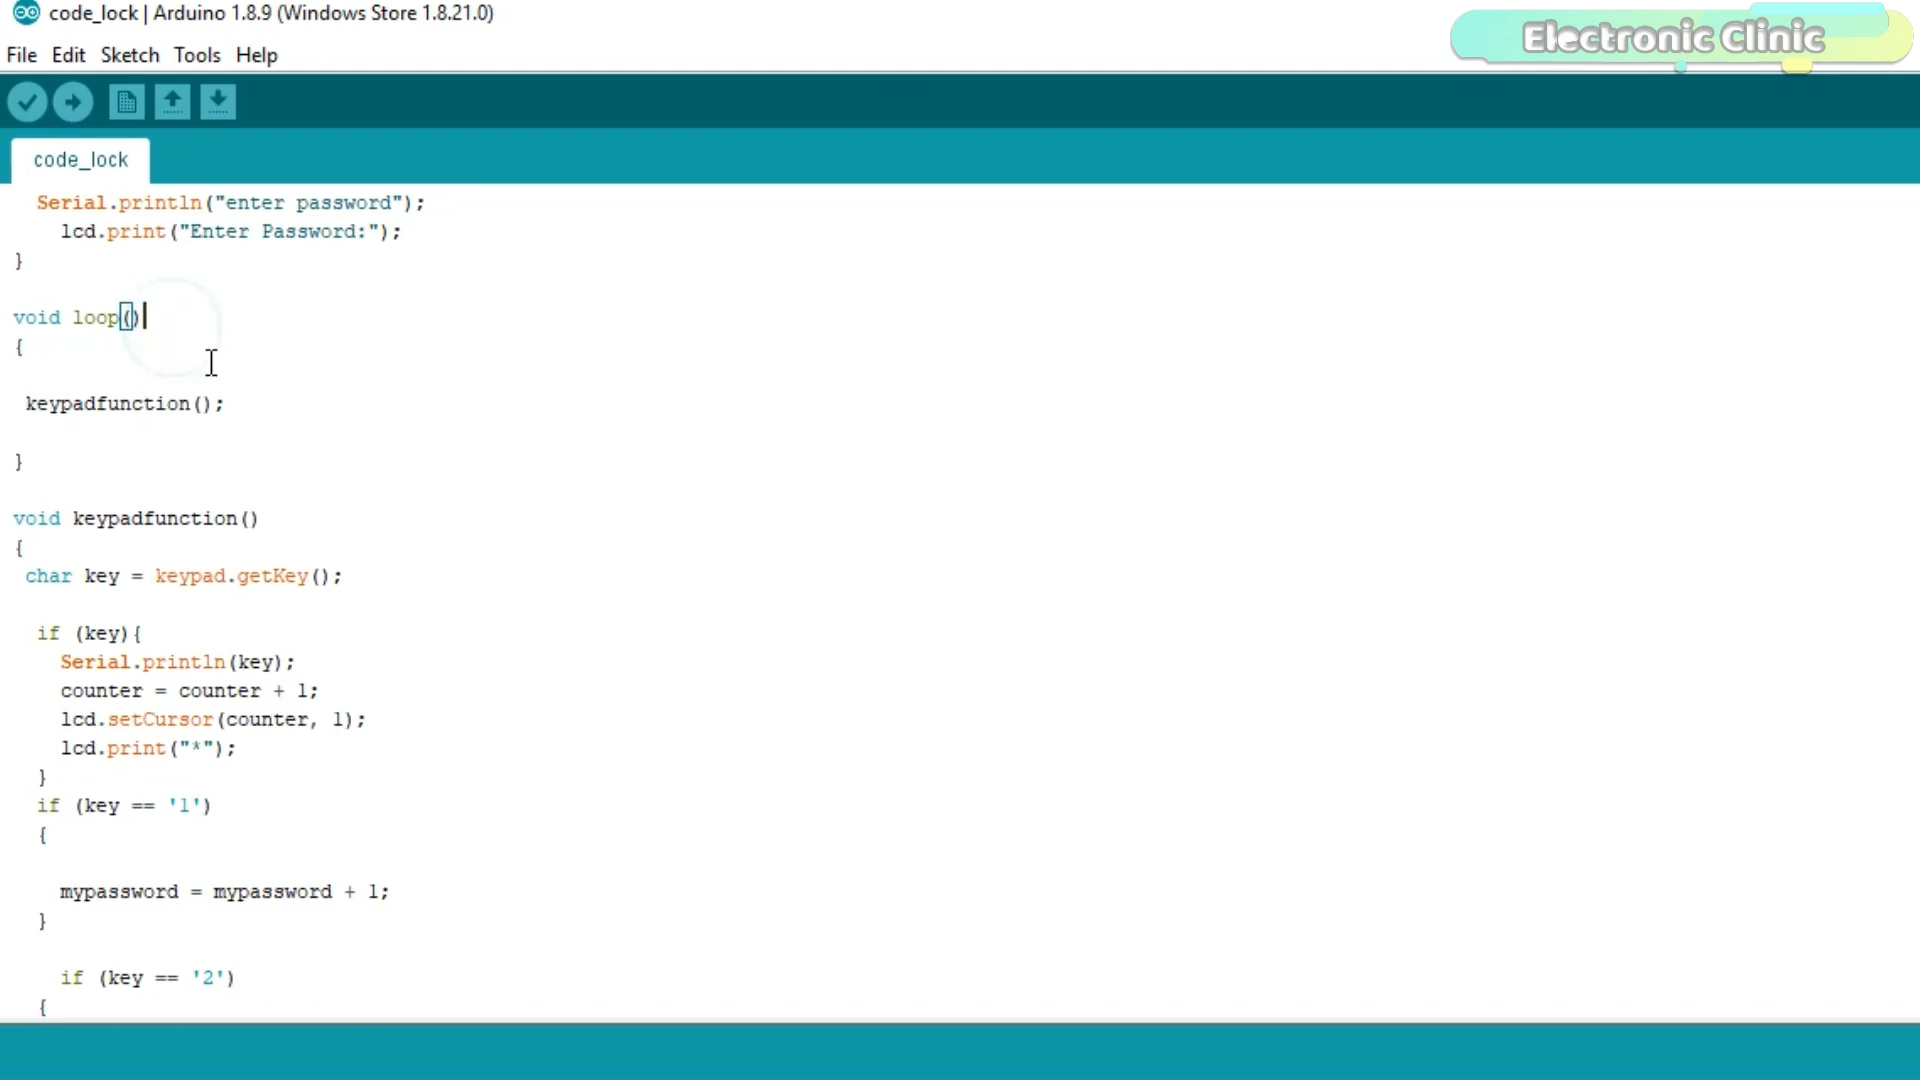 code_lock | Arduino 1.8.9 (Windows Store 1.8.21.0)
Electronic Clinic
File Edit Sketch Tools Help
code_lock
Serial.println("enter password");
lcd.print("Enter Password:");
}
void loop()
{
keypadfunction();
}
void keypadfunction()
{
char key = keypad.getKey();
if (key){
Serial.println(key);
counter = counter + 1;
lcd.setCursor(counter, 1);
lcd.print("*");
}
if (key == '1')
{
mypassword = mypassword + 1;
}
if (key == '2')
{